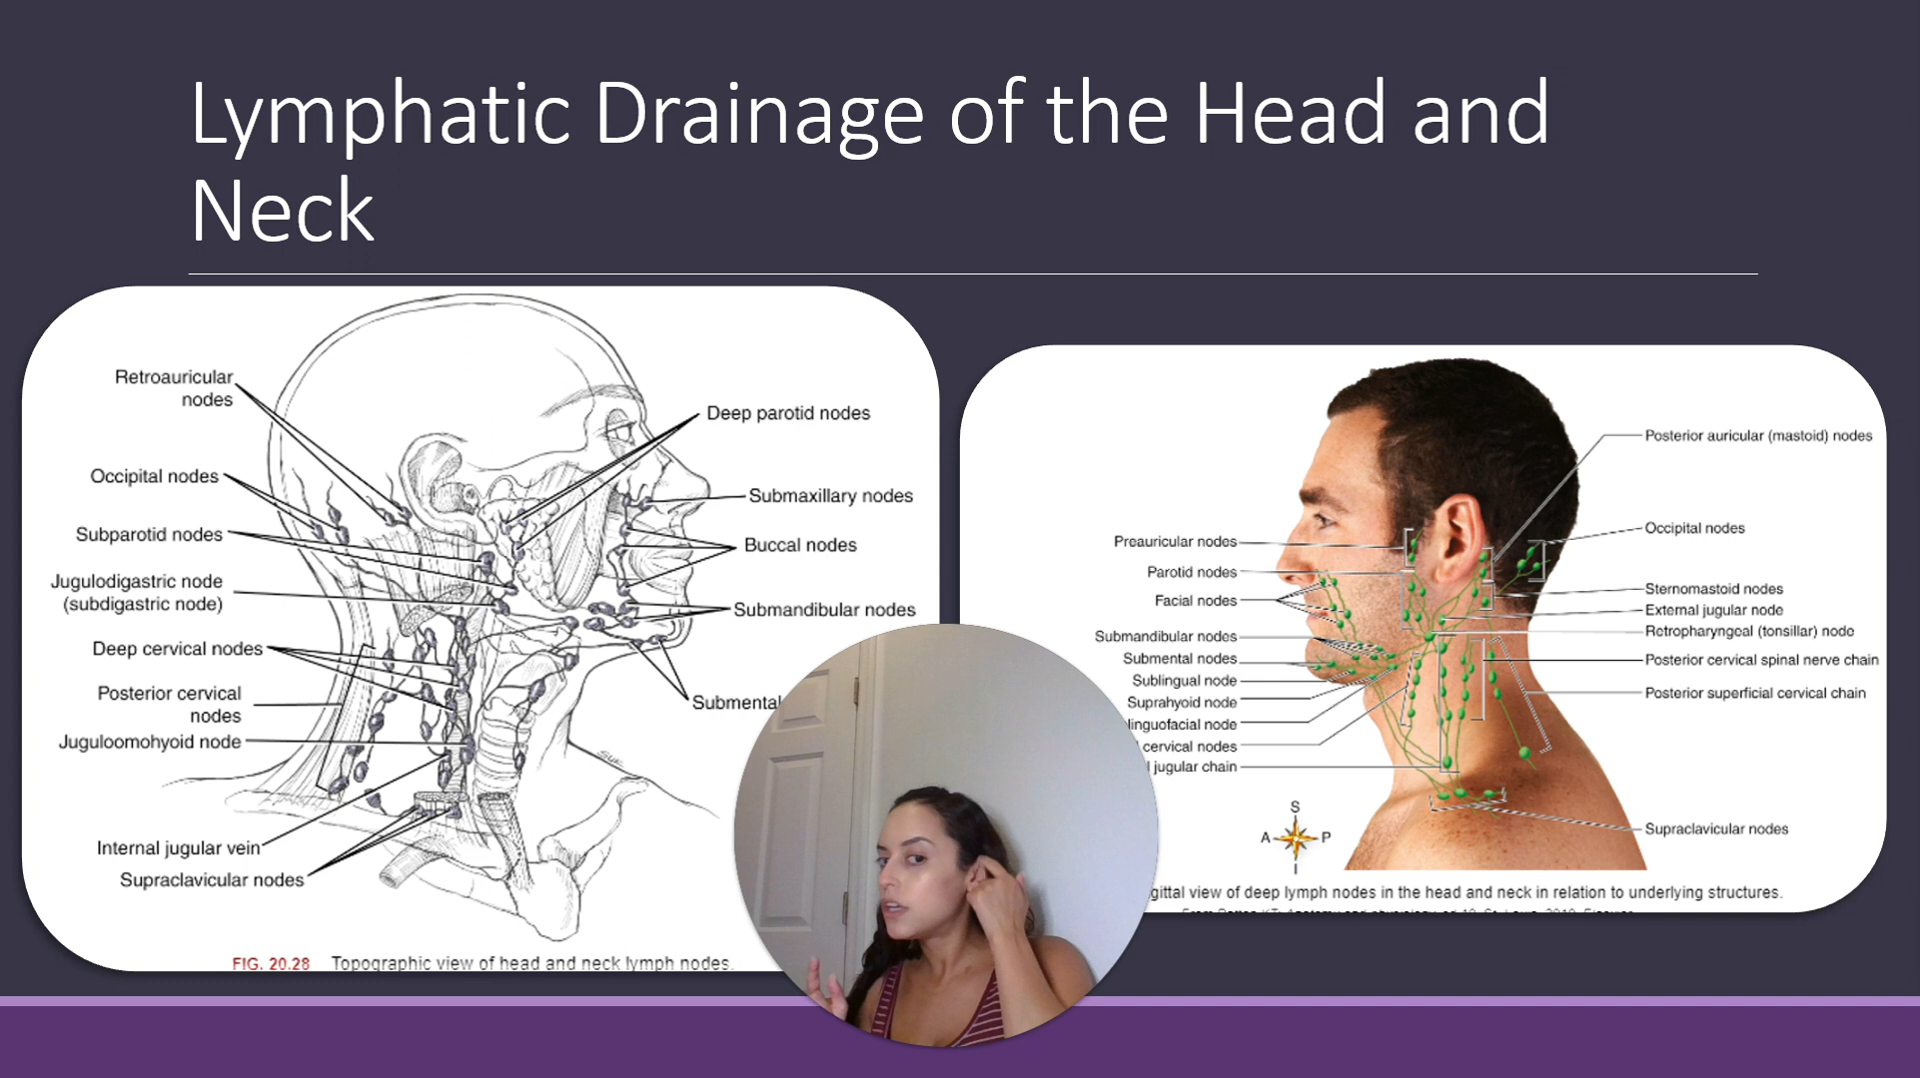 Lymphatic Drainage of the Head and
Neck
Retroauricular
nodes
Occipital nodes
Subparotid nodes
Jugulodigastric node
(subdigastric node)
Deep cervical nodes
Posterior cervical
nodes
Juguloomohyoid node
Internal jugular vein
Supraclavicular nodes
Deep parotid nodes
Submaxillary nodes
Buccal nodes
Submandibular nodes
Submental
SUE
FIG. 20.28 Topographic view of head and neck lymph nodes.
Preauricular nodes
Parotid nodes
Facial nodes
Submandibular nodes
Submental nodes
Sublingual node
Suprahyoid node
linguofacial node
cervical nodes
jugular chain
Posterior auricular (mastoid) nodes
Occipital nodes
Sternomastoid nodes
External jugular node
Retropharyngeal (tonsillar) node
Posterior cervical spinal nerve chain
Posterior superficial cervical chain
Supraclavicular nodes
S
A P
I
gittal view of deep lymph nodes in the head and neck in relation to underlying structures.